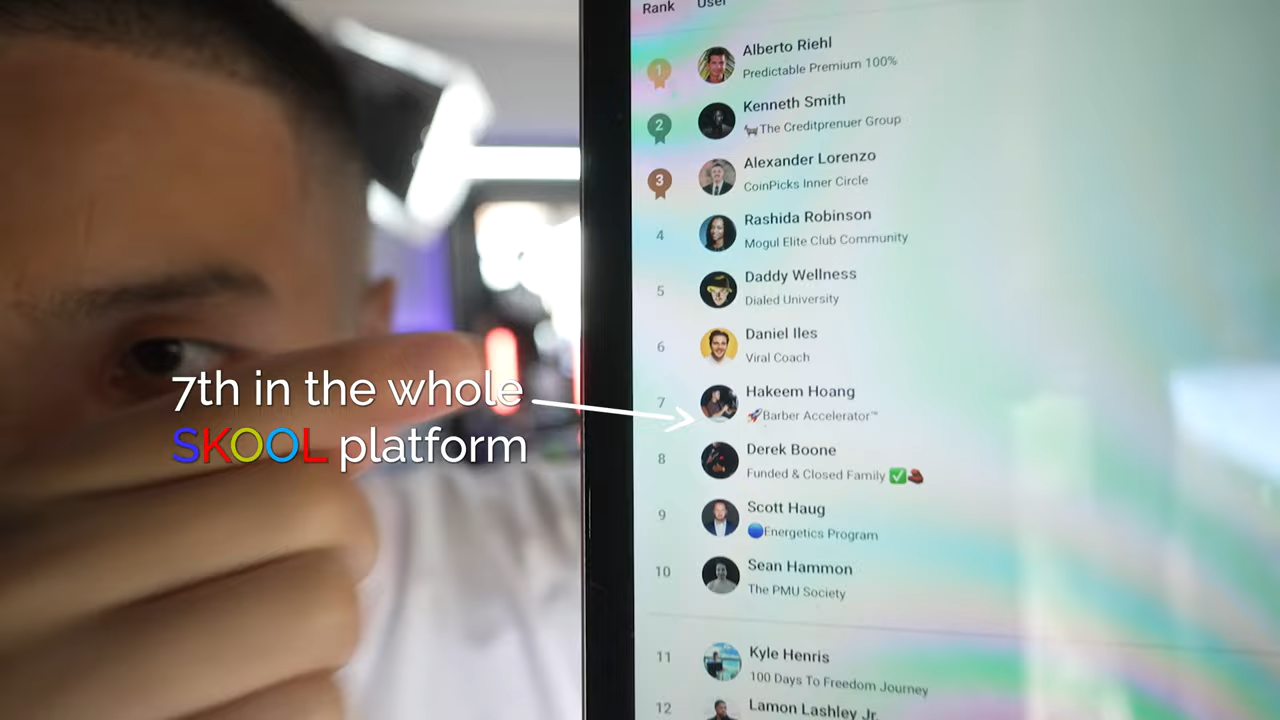 Rank User
1 Alberto Riehl
Predictable Premium 100%
2 Kenneth Smith
🐈‍⬛The Creditprenuer Group
3 Alexander Lorenzo
CoinPicks Inner Circle
4 Rashida Robinson
Mogul Elite Club Community
5 Daddy Wellness
Dialed University
6 Daniel Iles
Viral Coach
7 Hakeem Hoang
🚀Barber Accelerator™
8 Derek Boone
Funded & Closed Family ✅
9 Scott Haug
🔵Energetics Program
10 Sean Hammon
The PMU Society
11 Kyle Henris
100 Days To Freedom Journey
12 Lamon Lashley Jr.
7th in the whole
SKOOL platform